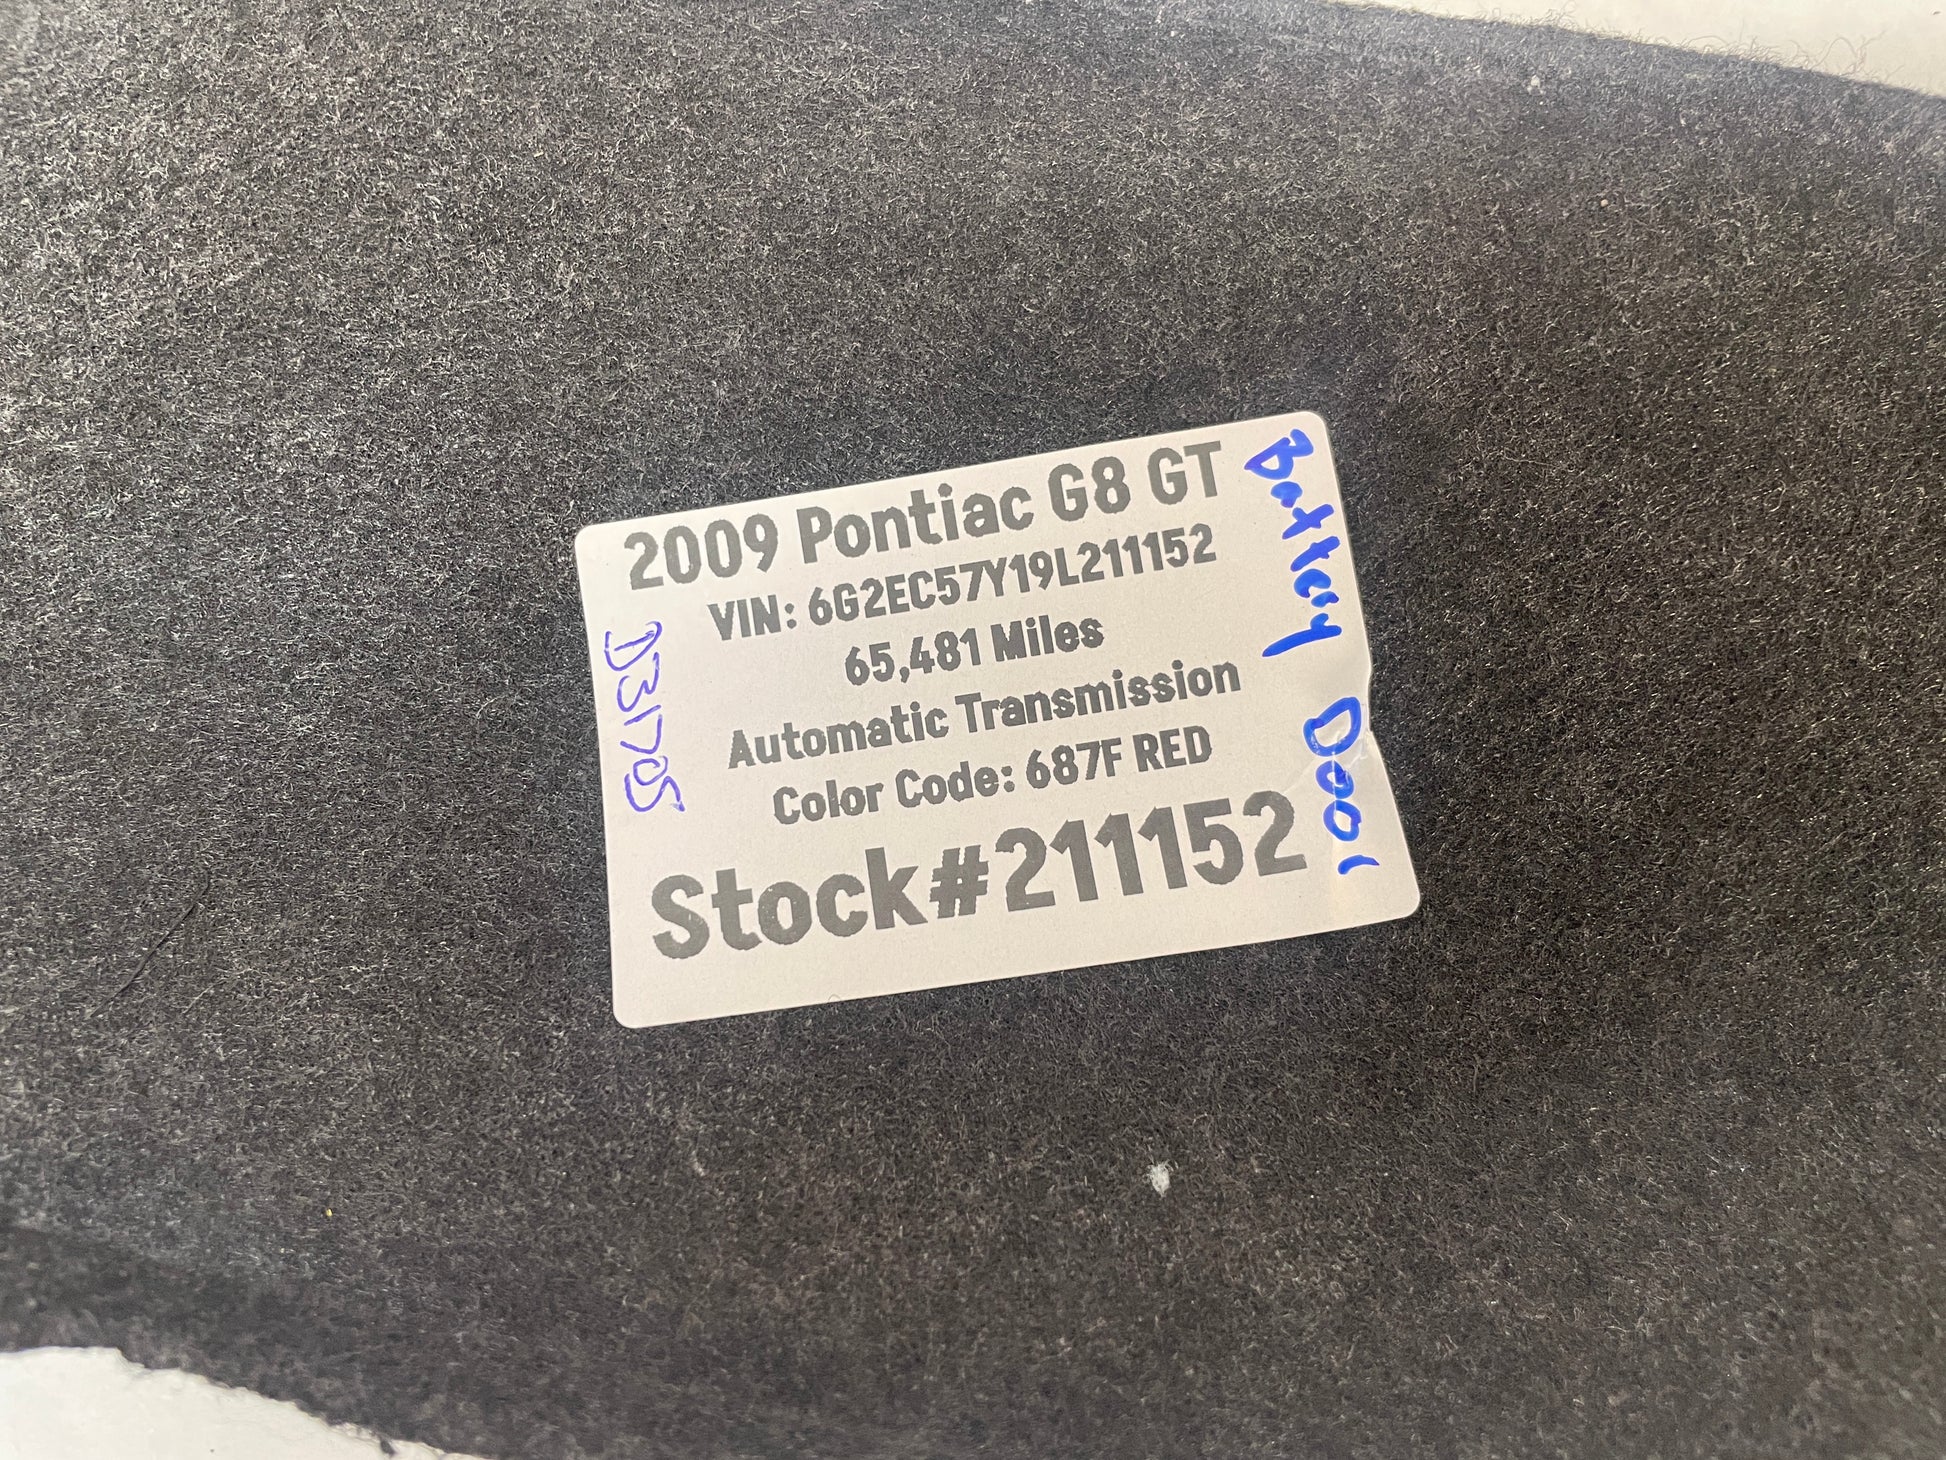 2009 Pontiac G8 GT
VIN: 6G2EC57Y19L211152
65,481 Miles
Automatic Transmission
Color Code: 687F RED
Stock#211152
D31705
Battery Door